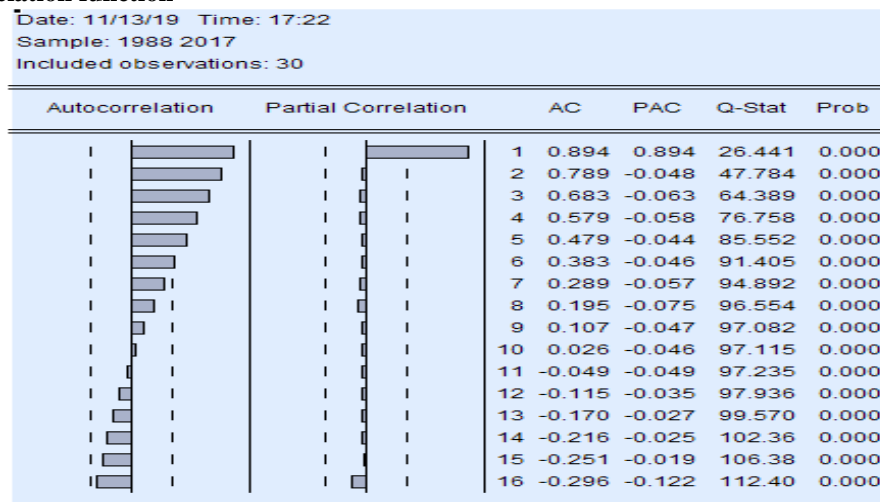 elation function
Date: 11/13/19 Time: 17:22
Sample: 1988 2017
Included observations: 30
Autocorrelation Partial Correlation AC PAC Q-Stat Prob
1 0.894 0.894 26.441 0.000
2 0.789 -0.048 47.784 0.000
3 0.683 -0.063 64.389 0.000
4 0.579 -0.058 76.758 0.000
5 0.479 -0.044 85.552 0.000
6 0.383 -0.046 91.405 0.000
7 0.289 -0.057 94.892 0.000
8 0.195 -0.075 96.554 0.000
9 0.107 -0.047 97.082 0.000
10 0.026 -0.046 97.115 0.000
11 -0.049 -0.049 97.235 0.000
12 -0.115 -0.035 97.936 0.000
13 -0.170 -0.027 99.570 0.000
14 -0.216 -0.025 102.36 0.000
15 -0.251 -0.019 106.38 0.000
16 -0.296 -0.122 112.40 0.000